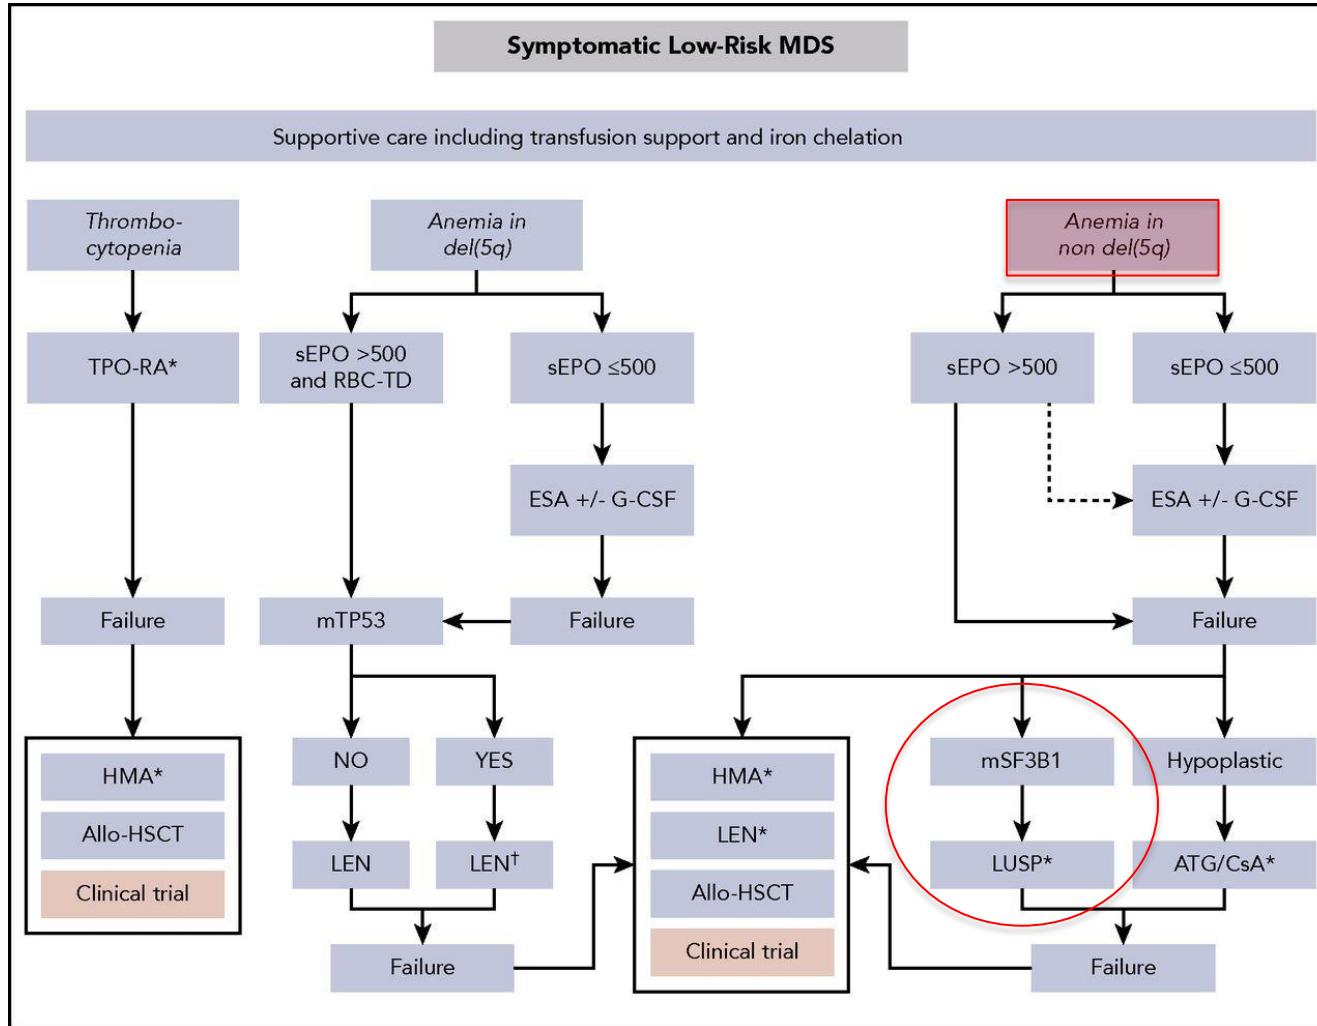 Symptomatic Low-Risk MDS
Supportive care including transfusion support and iron chelation
Thrombo-
cytopenia
Anemia in
del(5q)
Anemia in
non del(5q)
TPO-RA*
sEPO >500
and RBC-TD
sEPO ≤500
sEPO >500
sEPO ≤500
ESA +/- G-CSF
ESA +/- G-CSF
Failure
mTP53
Failure
Failure
HMA*
Allo-HSCT
Clinical trial
NO
YES
LEN
LEN†
Failure
HMA*
LEN*
Allo-HSCT
Clinical trial
mSF3B1
Hypoplastic
LUSP*
ATG/CsA*
Failure